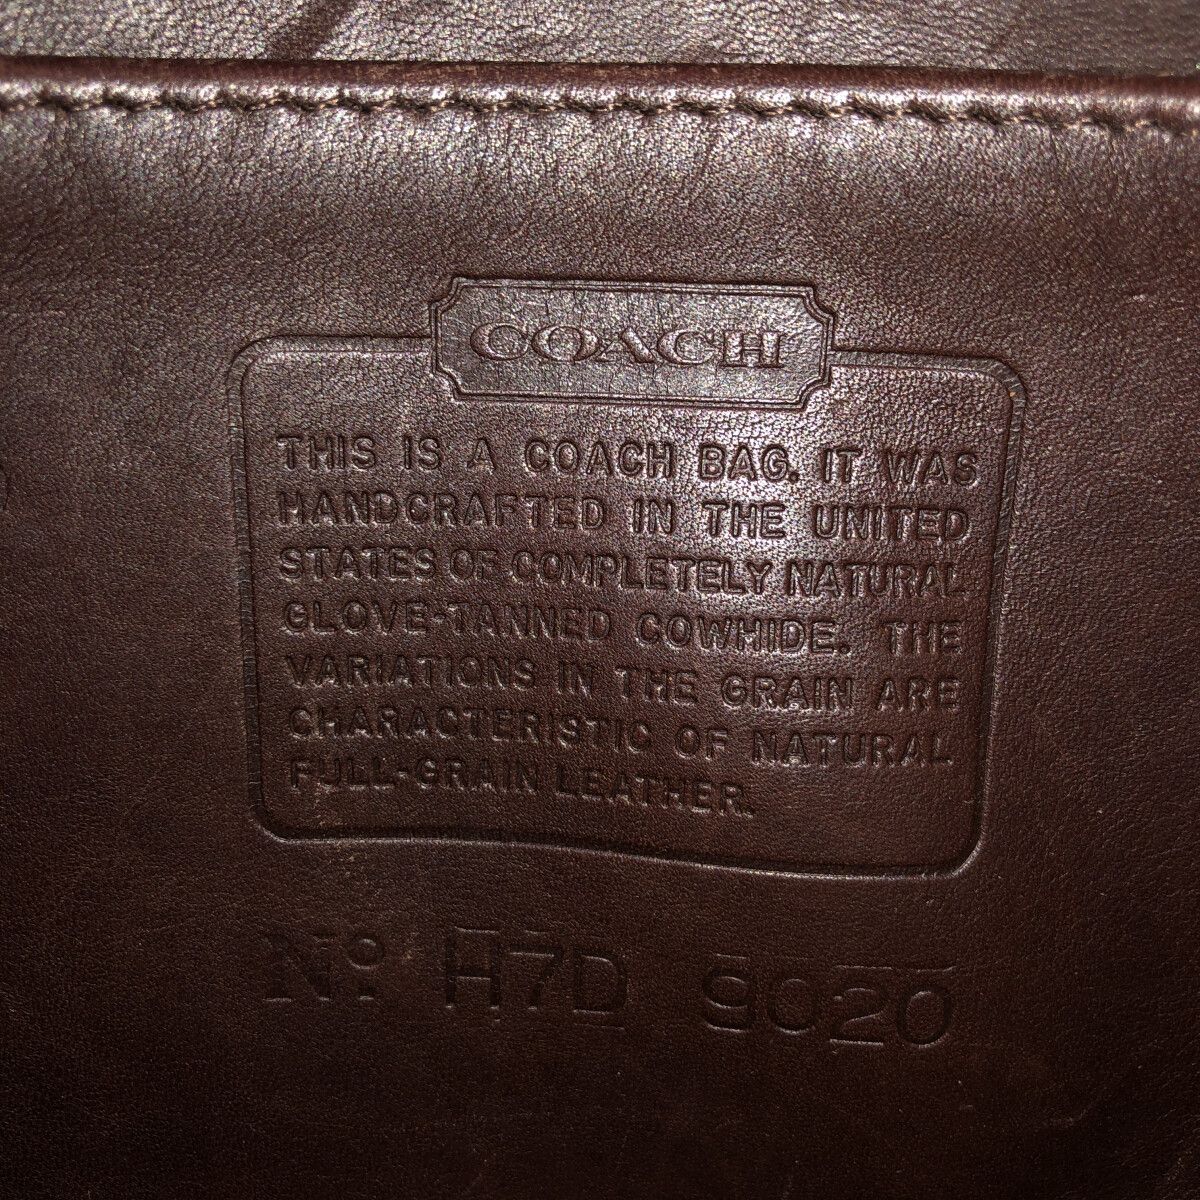 COACH
THIS IS A COACH BAG. IT WAS
HANDCRAFTED IN THE UNITED
STATES OF COMPLETELY NATURAL
GLOVE-TANNED COWHIDE. THE
VARIATIONS IN THE GRAIN ARE
CHARACTERISTIC OF NATURAL
FULL-GRAIN LEATHER.
Nº H7D 9020